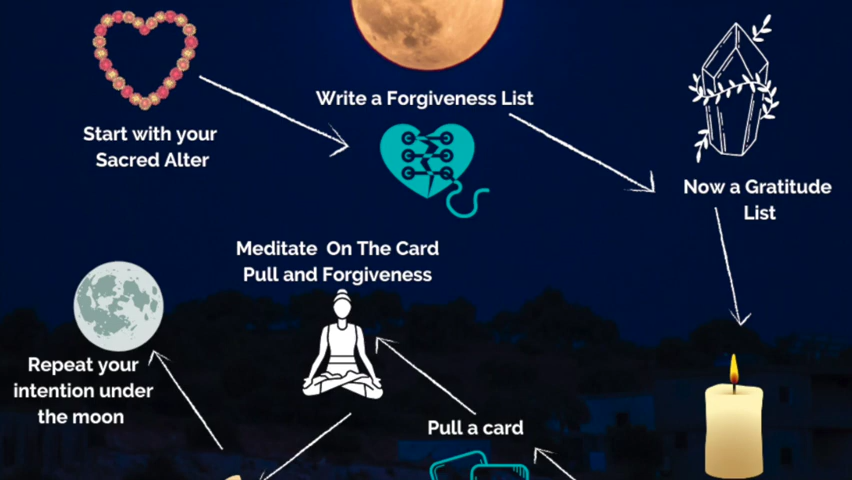 Write a Forgiveness List
Start with your
Sacred Alter
Now a Gratitude
List
Meditate On The Card
Pull and Forgiveness
Repeat your
intention under
the moon
Pull a card